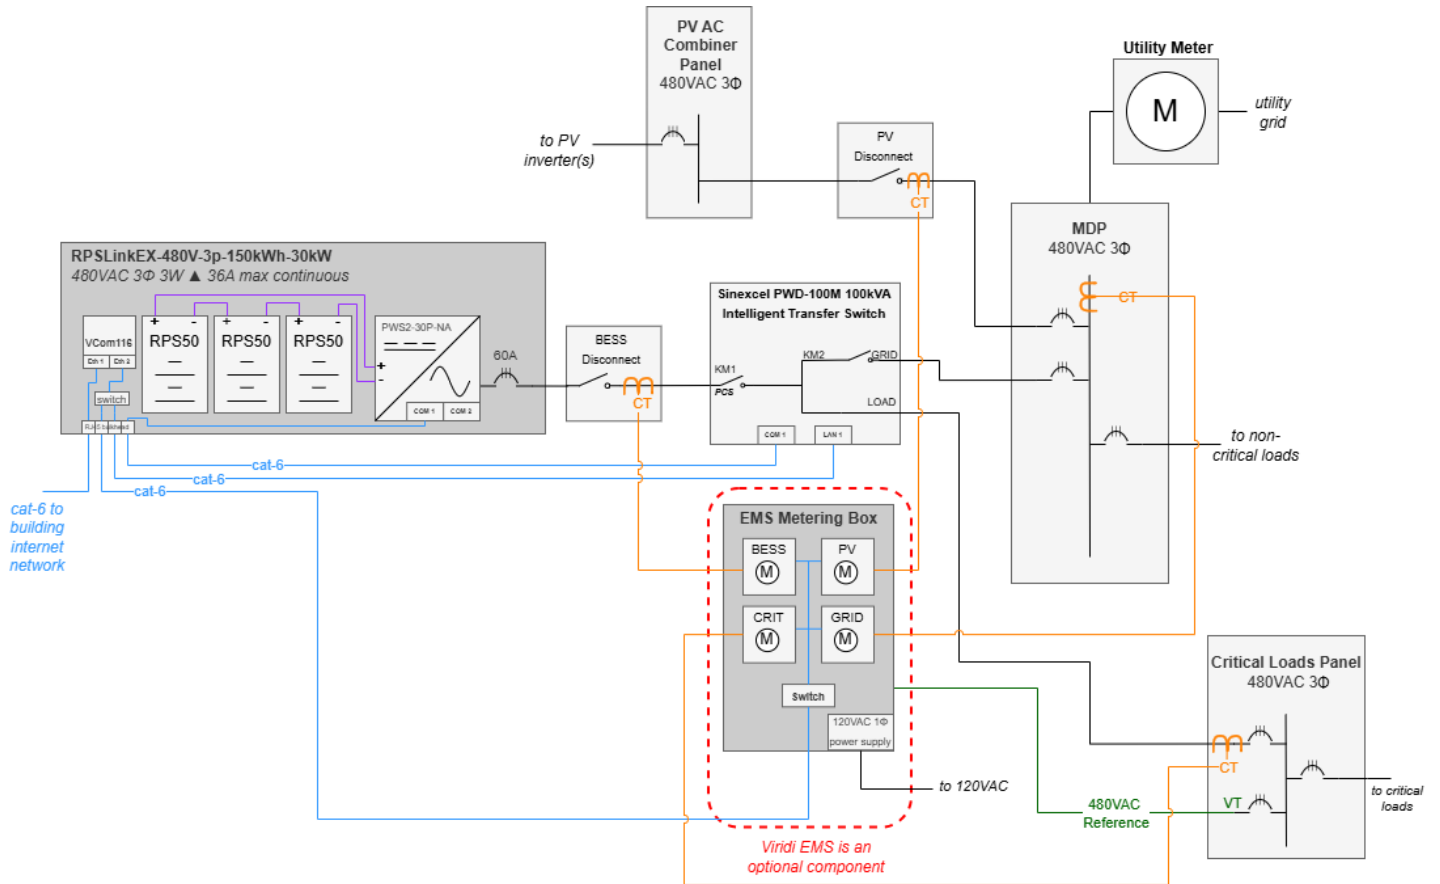 PV AC
Combiner
Panel
480VAC 3Φ
Utility Meter
M
utility
grid
to PV
inverter(s)
PV
Disconnect
CT
MDP
480VAC 3Φ
CT
RPSLinkEX-480V-3p-150kWh-30kW
480VAC 3Φ 3W ▲ 36A max continuous
VCom116
Eth 1
Eth 2
switch
RJ45 bulkhead
+ -
RPS50
+ -
RPS50
+ -
RPS50
PWS2-30P-NA
+
-
COM 1
COM 2
60A
BESS
Disconnect
CT
Sinexcel PWD-100M 100kVA
Intelligent Transfer Switch
KM1
PCS
KM2
GRID
LOAD
COM 1
LAN 1
to non-
critical loads
cat-6
cat-6
cat-6
cat-6 to
building
internet
network
EMS Metering Box
BESS
M
PV
M
CRIT
M
GRID
M
Switch
120VAC 1Φ
power supply
to 120VAC
Critical Loads Panel
480VAC 3Φ
CT
VT
to critical
loads
480VAC
Reference
Viridi EMS is an
optional component